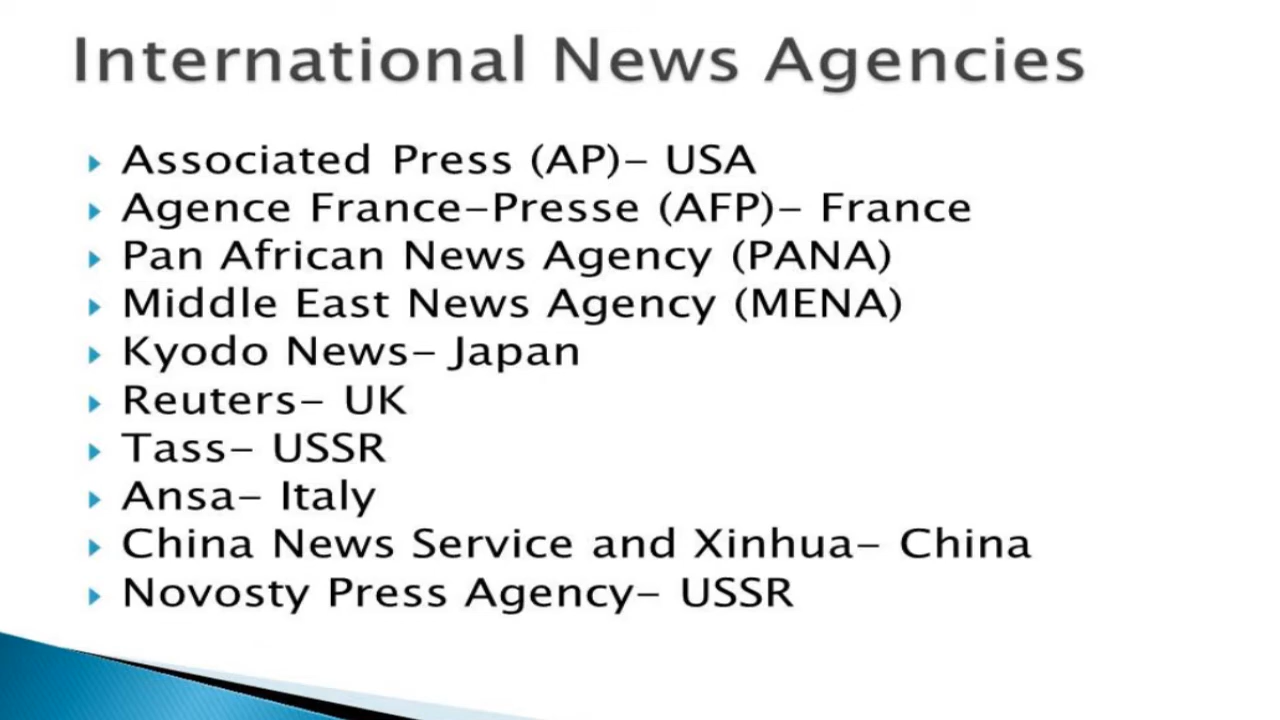 International News Agencies
Associated Press (AP)– USA
Agence France–Presse (AFP)– France
Pan African News Agency (PANA)
Middle East News Agency (MENA)
Kyodo News– Japan
Reuters– UK
Tass– USSR
Ansa– Italy
China News Service and Xinhua– China
Novosty Press Agency– USSR